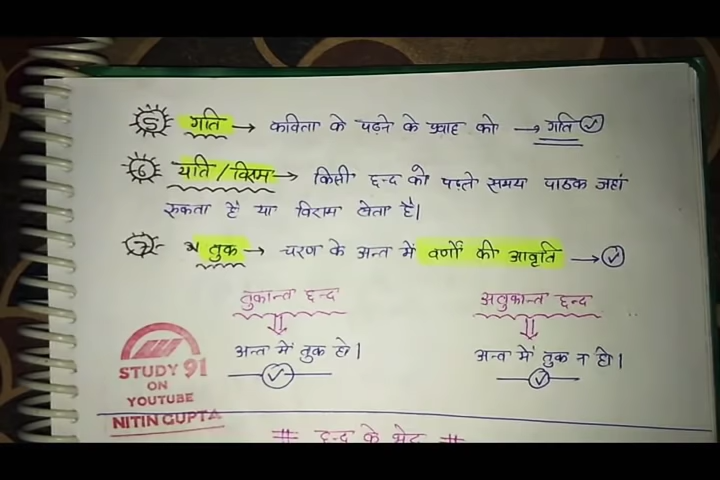 5 गति → कविता के पढ़ने के प्रवाह को → गति
6 यति / विराम → किसी छन्द को पढ़ते समय पाठक जहां
रुकता है या विराम लेता है।
7 तुक → चरण के अन्त में वर्णों की आवृति →
तुकान्त छन्द अतुकान्त छन्द
अन्त में तुक हो। अन्त में तुक न हो।
STUDY 91
ON
YOUTUBE
NITIN GUPTA
# छन्द के भेद #